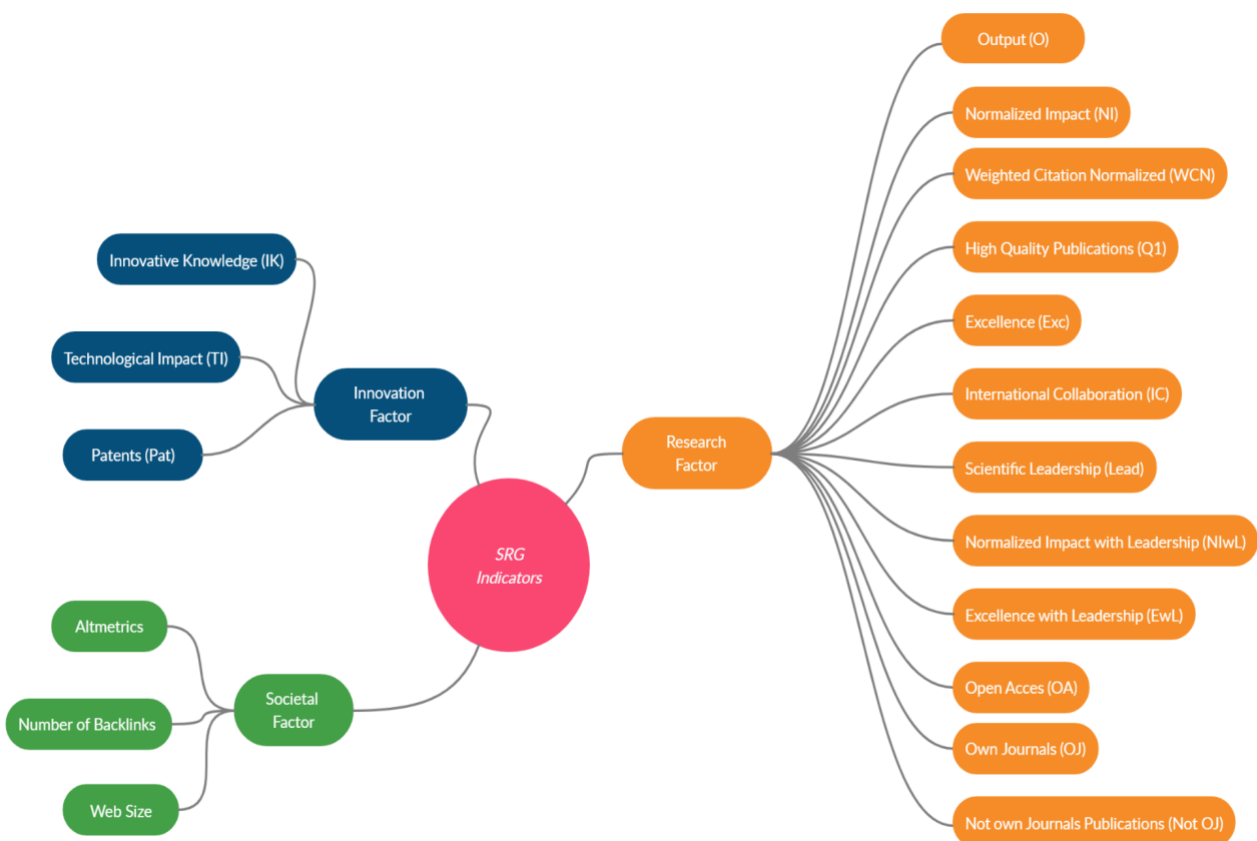 SRG
Indicators
Innovation
Factor
Innovative Knowledge (IK)
Technological Impact (TI)
Patents (Pat)
Societal
Factor
Altmetrics
Number of Backlinks
Web Size
Research
Factor
Output (O)
Normalized Impact (NI)
Weighted Citation Normalized (WCN)
High Quality Publications (Q1)
Excellence (Exc)
International Collaboration (IC)
Scientific Leadership (Lead)
Normalized Impact with Leadership (NIwL)
Excellence with Leadership (EwL)
Open Acces (OA)
Own Journals (OJ)
Not own Journals Publications (Not OJ)